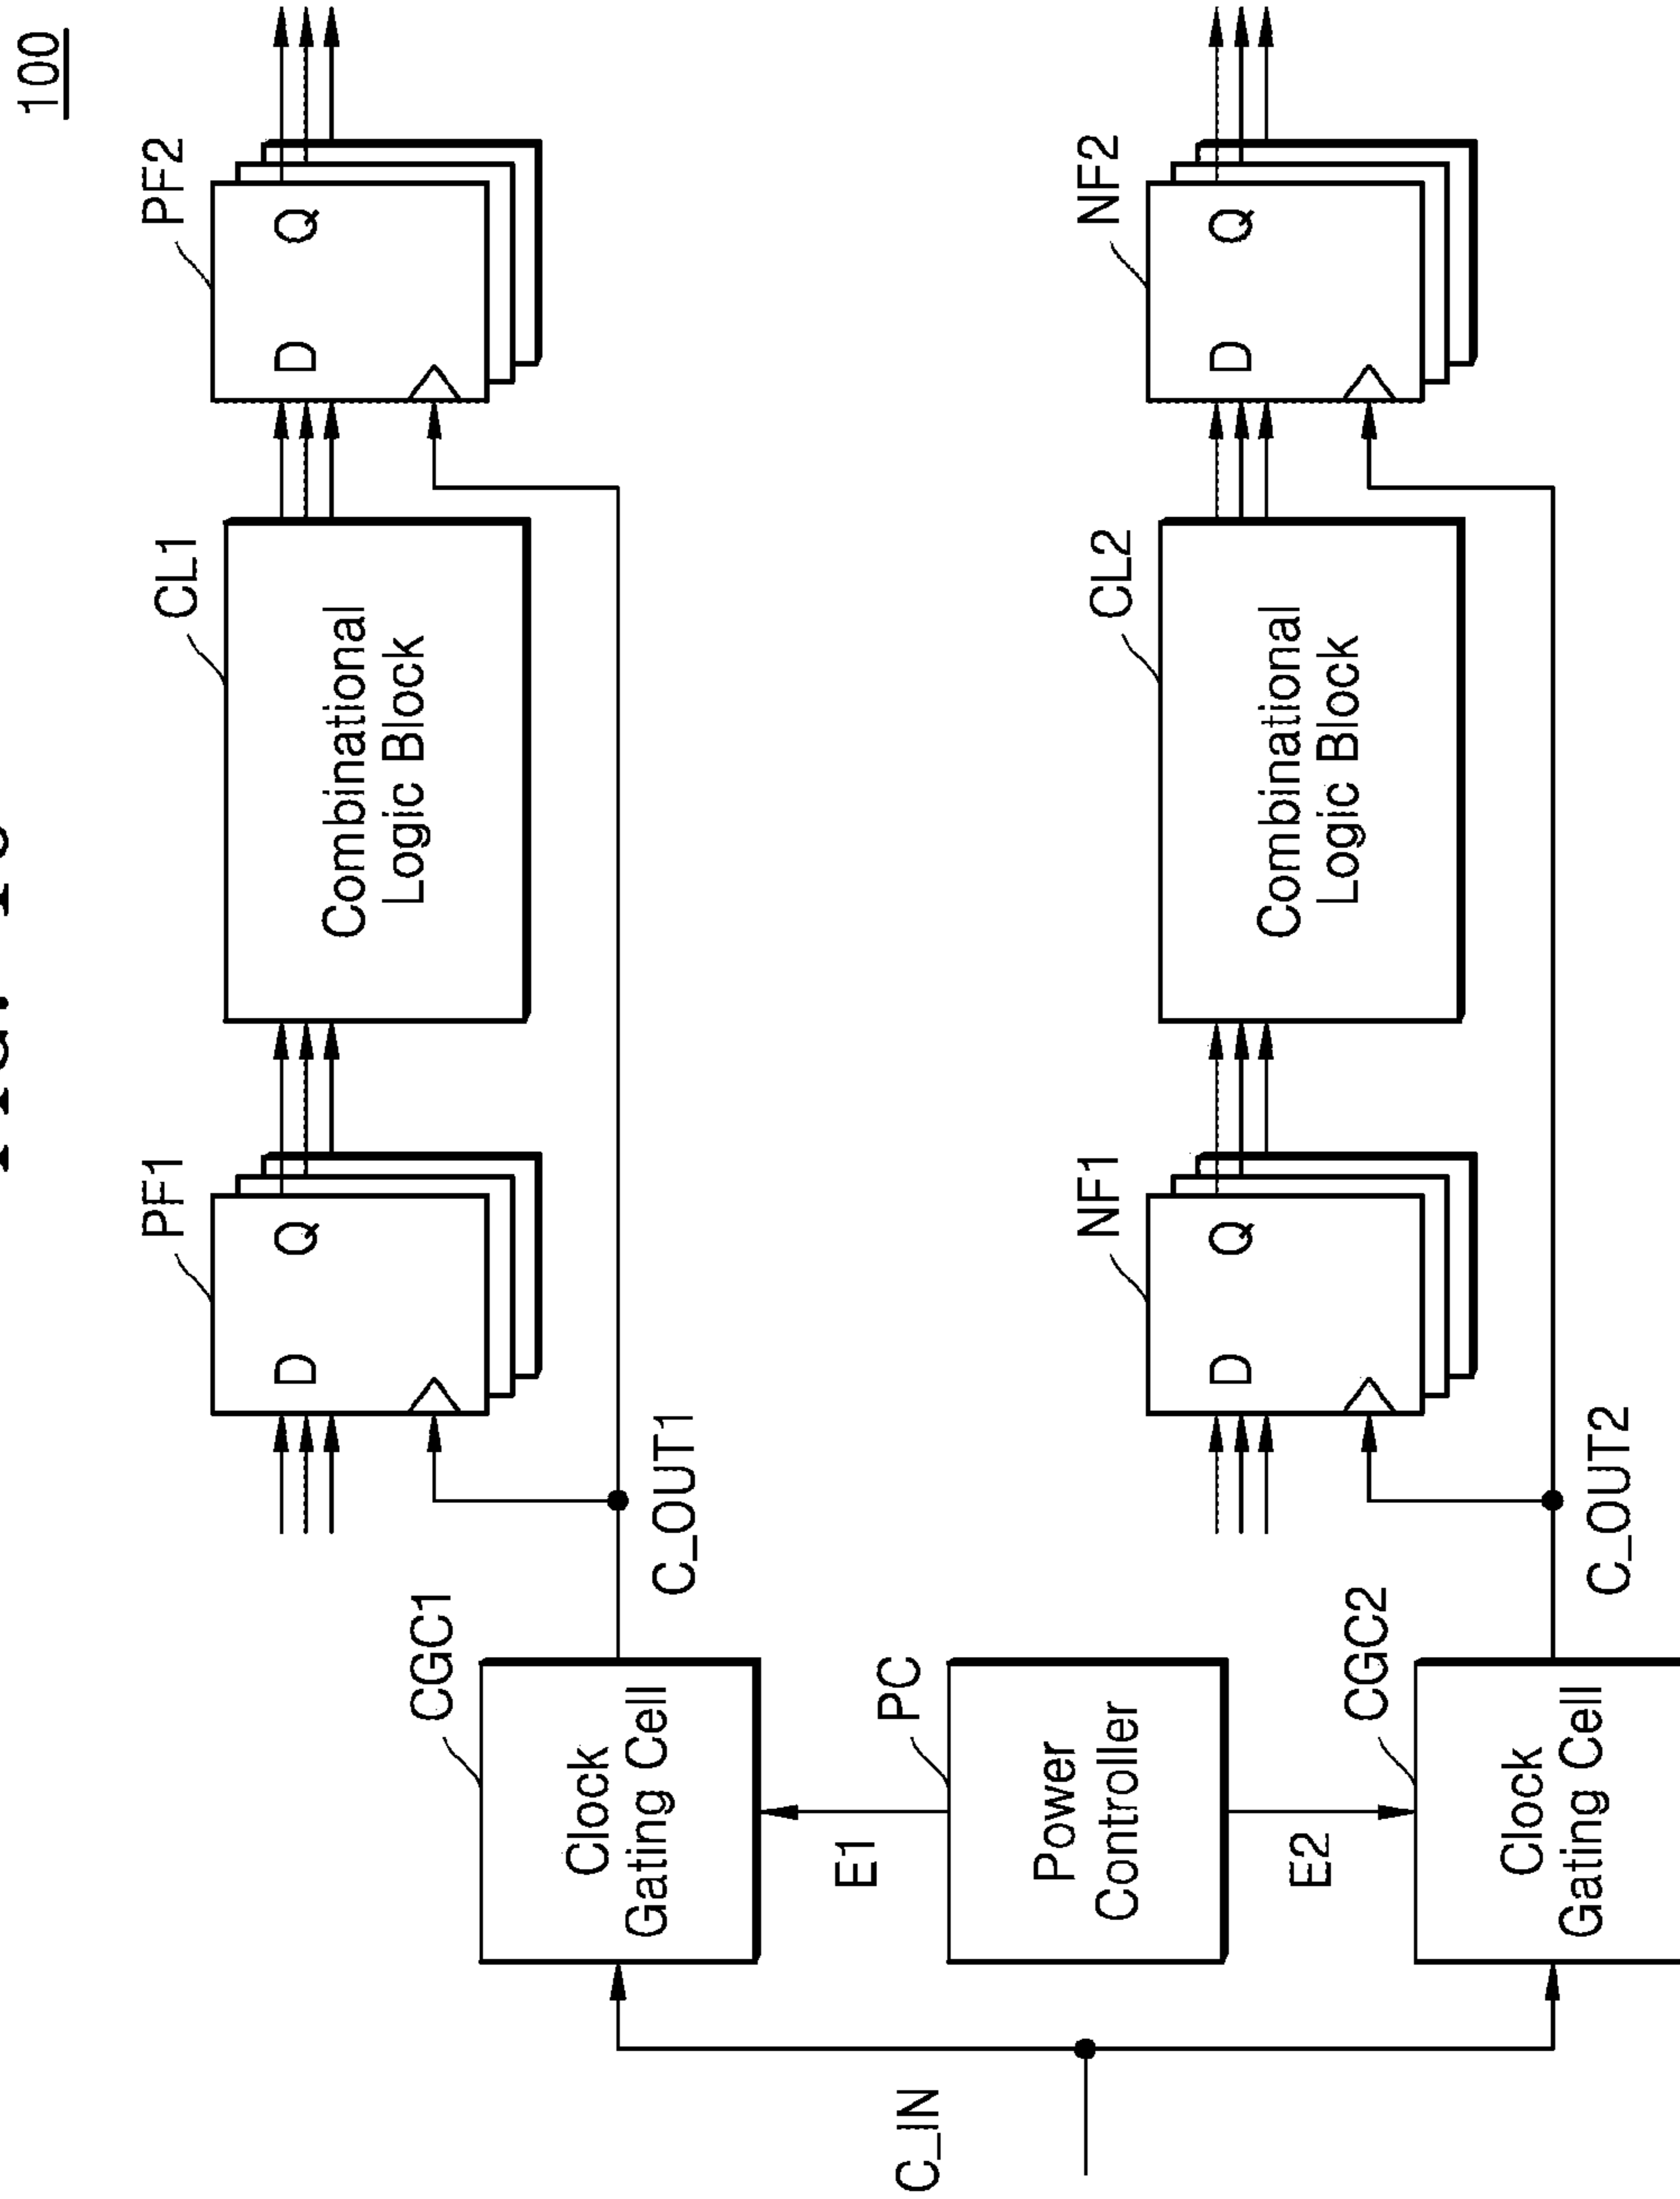 100
PF1
CL1
PF2
D Q
Combinational
Logic Block
D Q
CGC1
Clock
Gating Cell
C_OUT1
E1
C_IN
PC
Power
Controller
NF1
CL2
NF2
D Q
Combinational
Logic Block
D Q
E2
CGC2
Clock
Gating Cell
C_OUT2